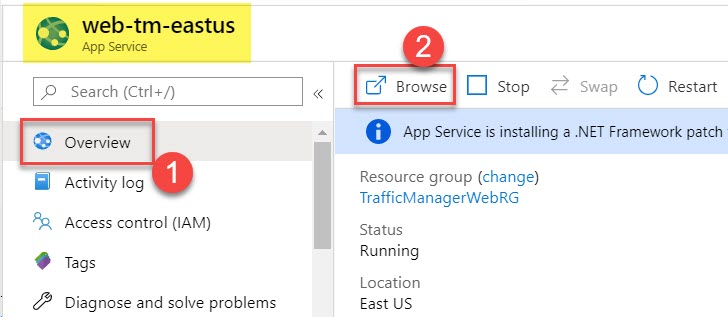 web-tm-eastus
App Service
Search (Ctrl+/)
«
Overview
1
Activity log
Access control (IAM)
Tags
Diagnose and solve problems
2
Browse
Stop
Swap
Restart
App Service is installing a .NET Framework patch
Resource group (change)
TrafficManagerWebRG
Status
Running
Location
East US